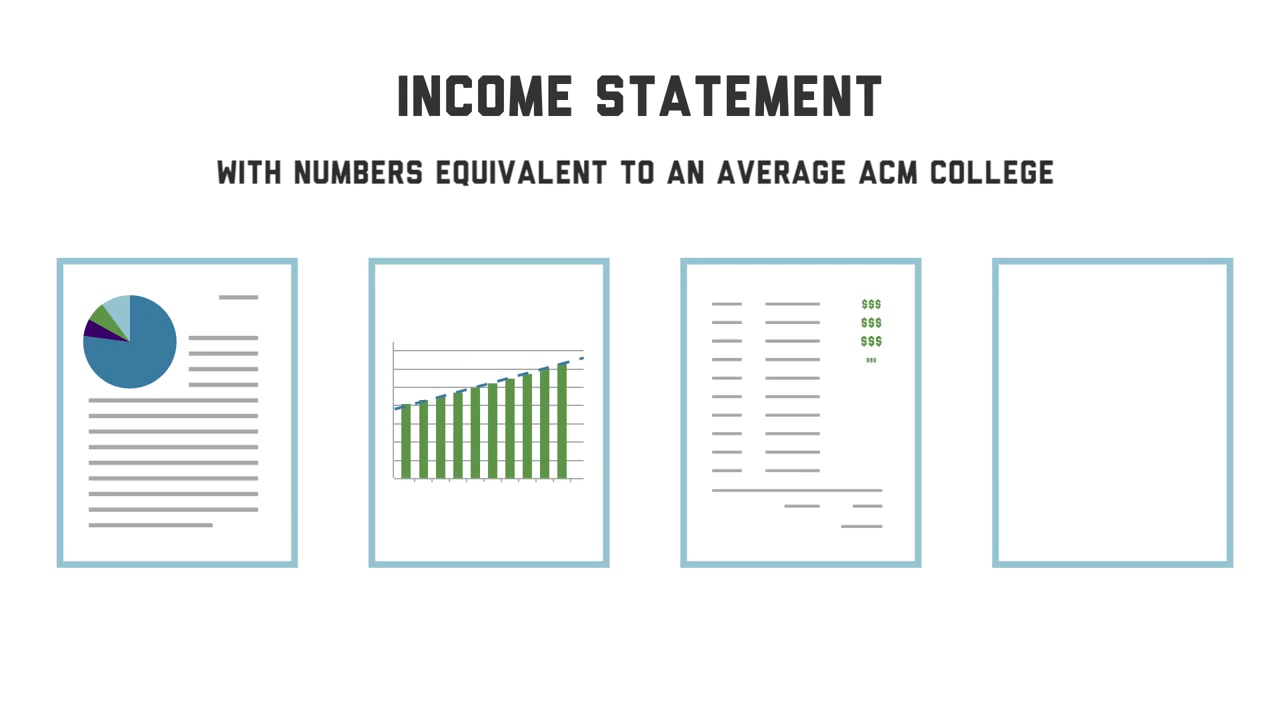 INCOME STATEMENT
WITH NUMBERS EQUIVALENT TO AN AVERAGE ACM COLLEGE
$$$
$$$
$$$
$$$